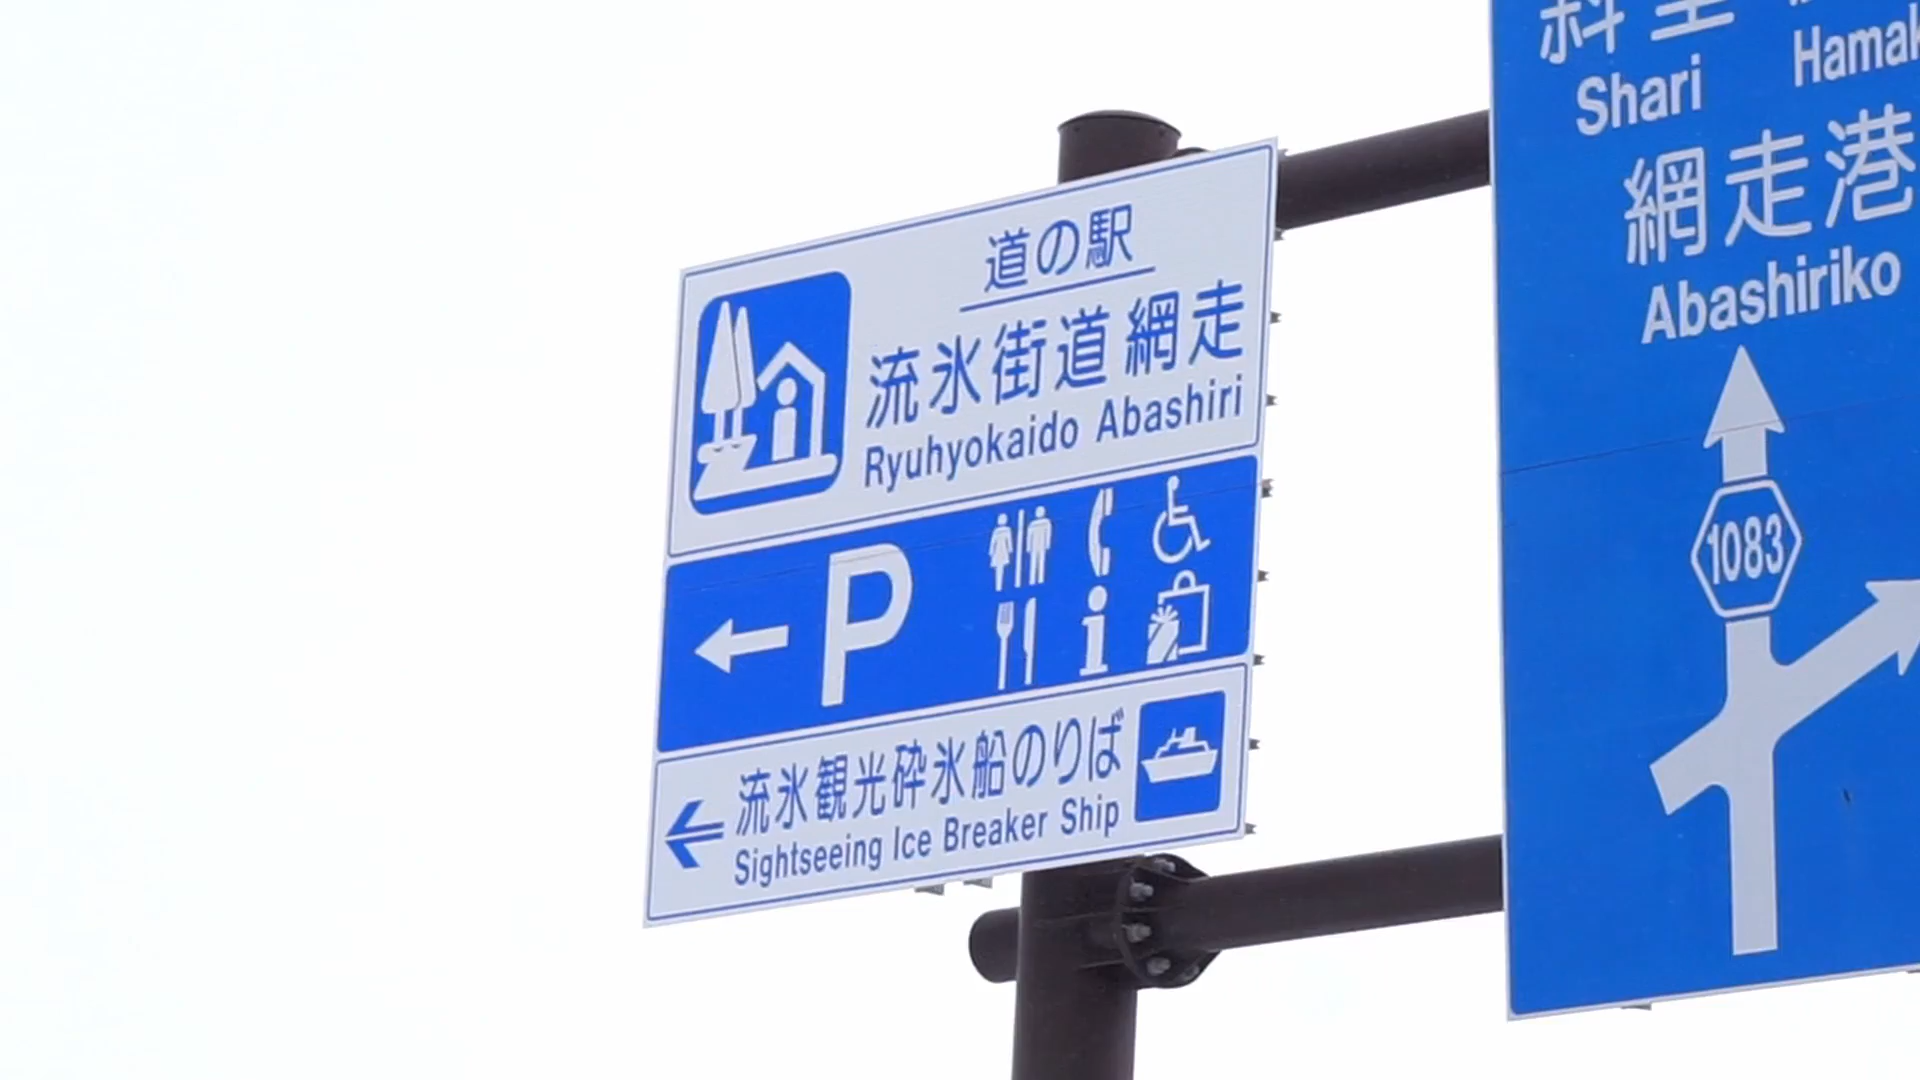 道の駅
流氷街道網走
Ryuhyokaido Abashiri
P
流氷観光砕氷船のりば
Sightseeing Ice Breaker Ship
斜里
Shari
網走港
Abashiriko
1083